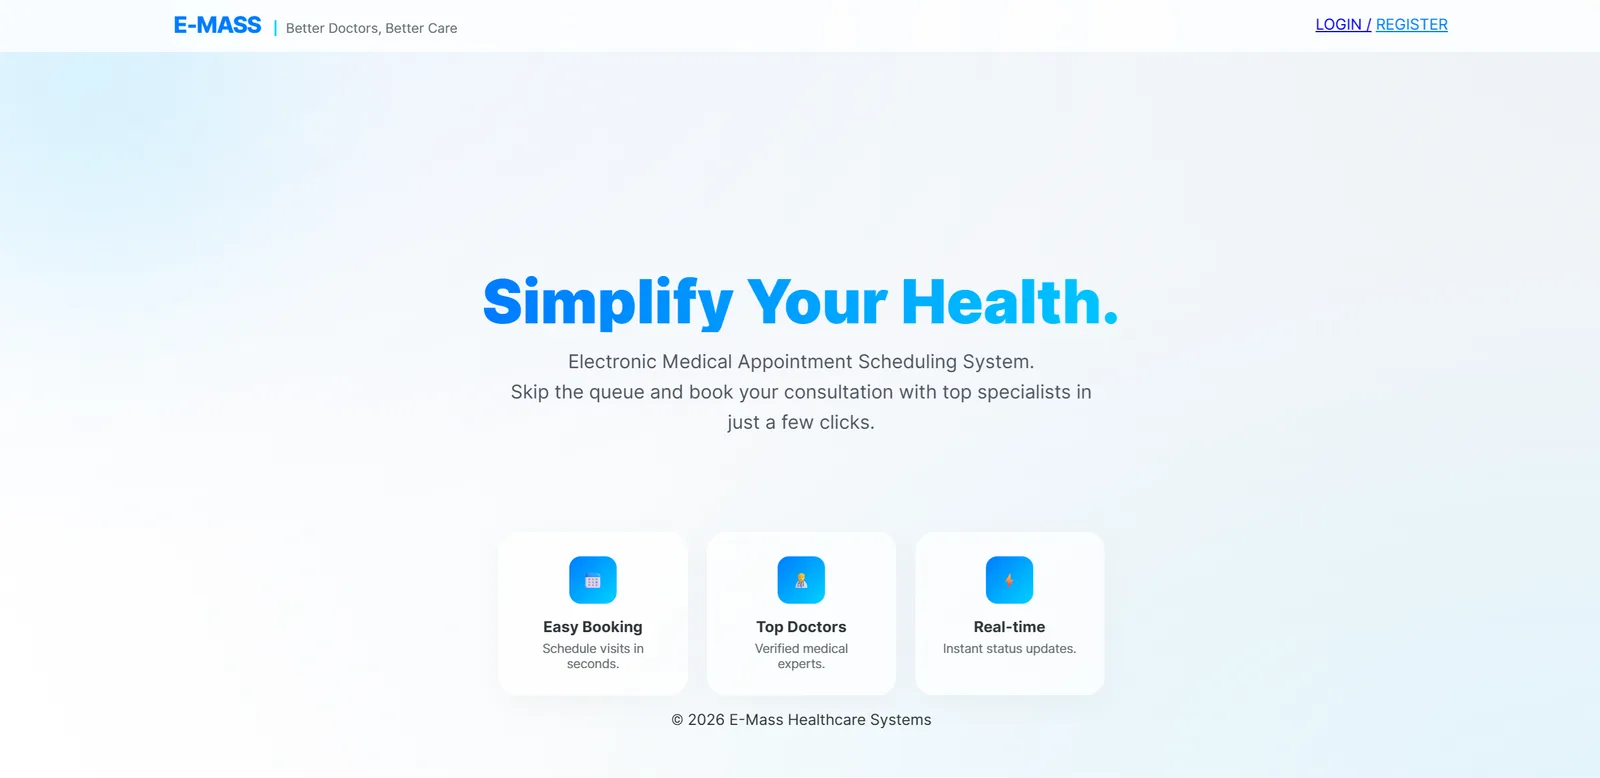 E-MASS | Better Doctors, Better Care
LOGIN / REGISTER
Simplify Your Health.
Electronic Medical Appointment Scheduling System.
Skip the queue and book your consultation with top specialists in
just a few clicks.
Easy Booking
Schedule visits in
seconds.
Top Doctors
Verified medical
experts.
Real-time
Instant status updates.
© 2026 E-Mass Healthcare Systems